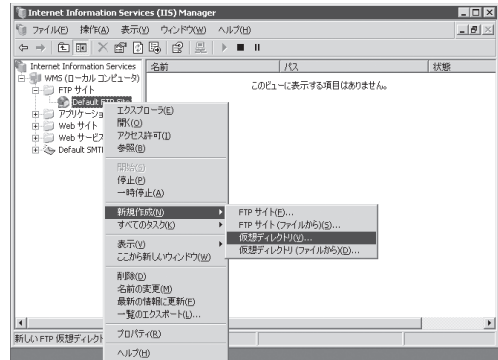 Internet Information Services (IIS) Manager
ファイル(F) 操作(A) 表示(V) ウィンドウ(W) ヘルプ(H)
Internet Information Services
WMS (ローカル コンピュータ)
FTP サイト
Default FTP Site
アプリケーショ
Web サイト
Web サービス
Default SMT
名前 パス 状態
このビューに表示する項目はありません。
エクスプローラ(E)
開く(O)
アクセス許可(I)
参照(B)
開始(S)
停止(P)
一時停止(A)
新規作成(N)
すべてのタスク(K)
表示(V)
ここから新しいウィンドウ(W)
削除(D)
名前の変更(M)
最新の情報に更新(F)
一覧のエクスポート(L)...
プロパティ(R)
ヘルプ(H)
FTP サイト(F)...
FTP サイト (ファイルから)(S)...
仮想ディレクトリ(V)...
仮想ディレクトリ (ファイルから)(D)...
新しい FTP 仮想ディレクト